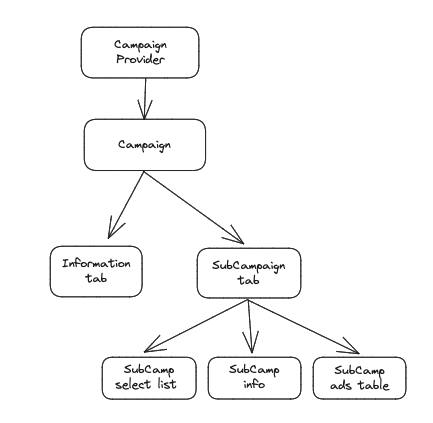 Campaign
Provider
Campaign
Information
tab
SubCampaign
tab
SubCamp
select list
SubCamp
info
SubCamp
ads table